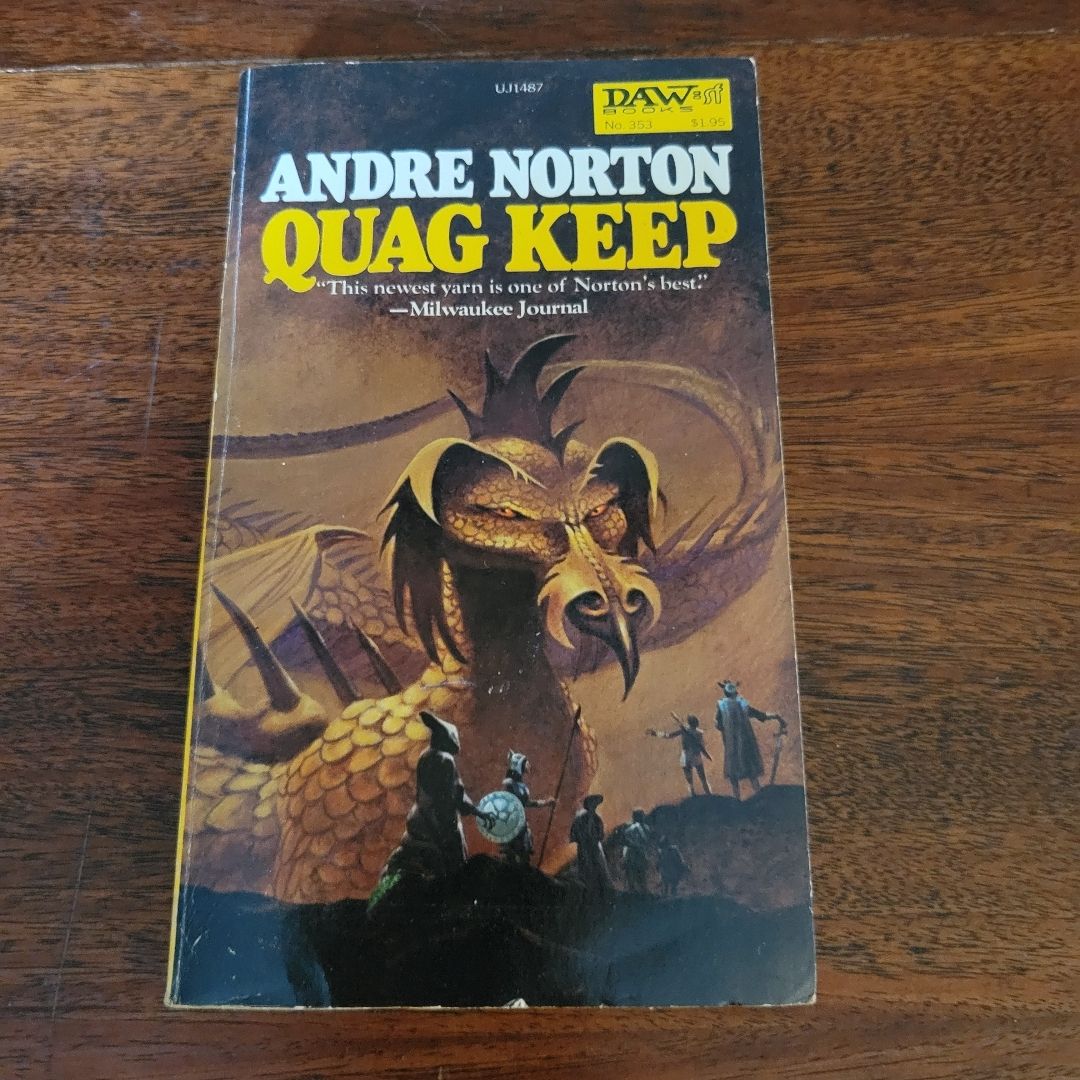 UJ1487
DAW =sf
BOOKS
No. 353 $1.95
ANDRE NORTON
QUAG KEEP
“This newest yarn is one of Norton's best.”
—Milwaukee Journal